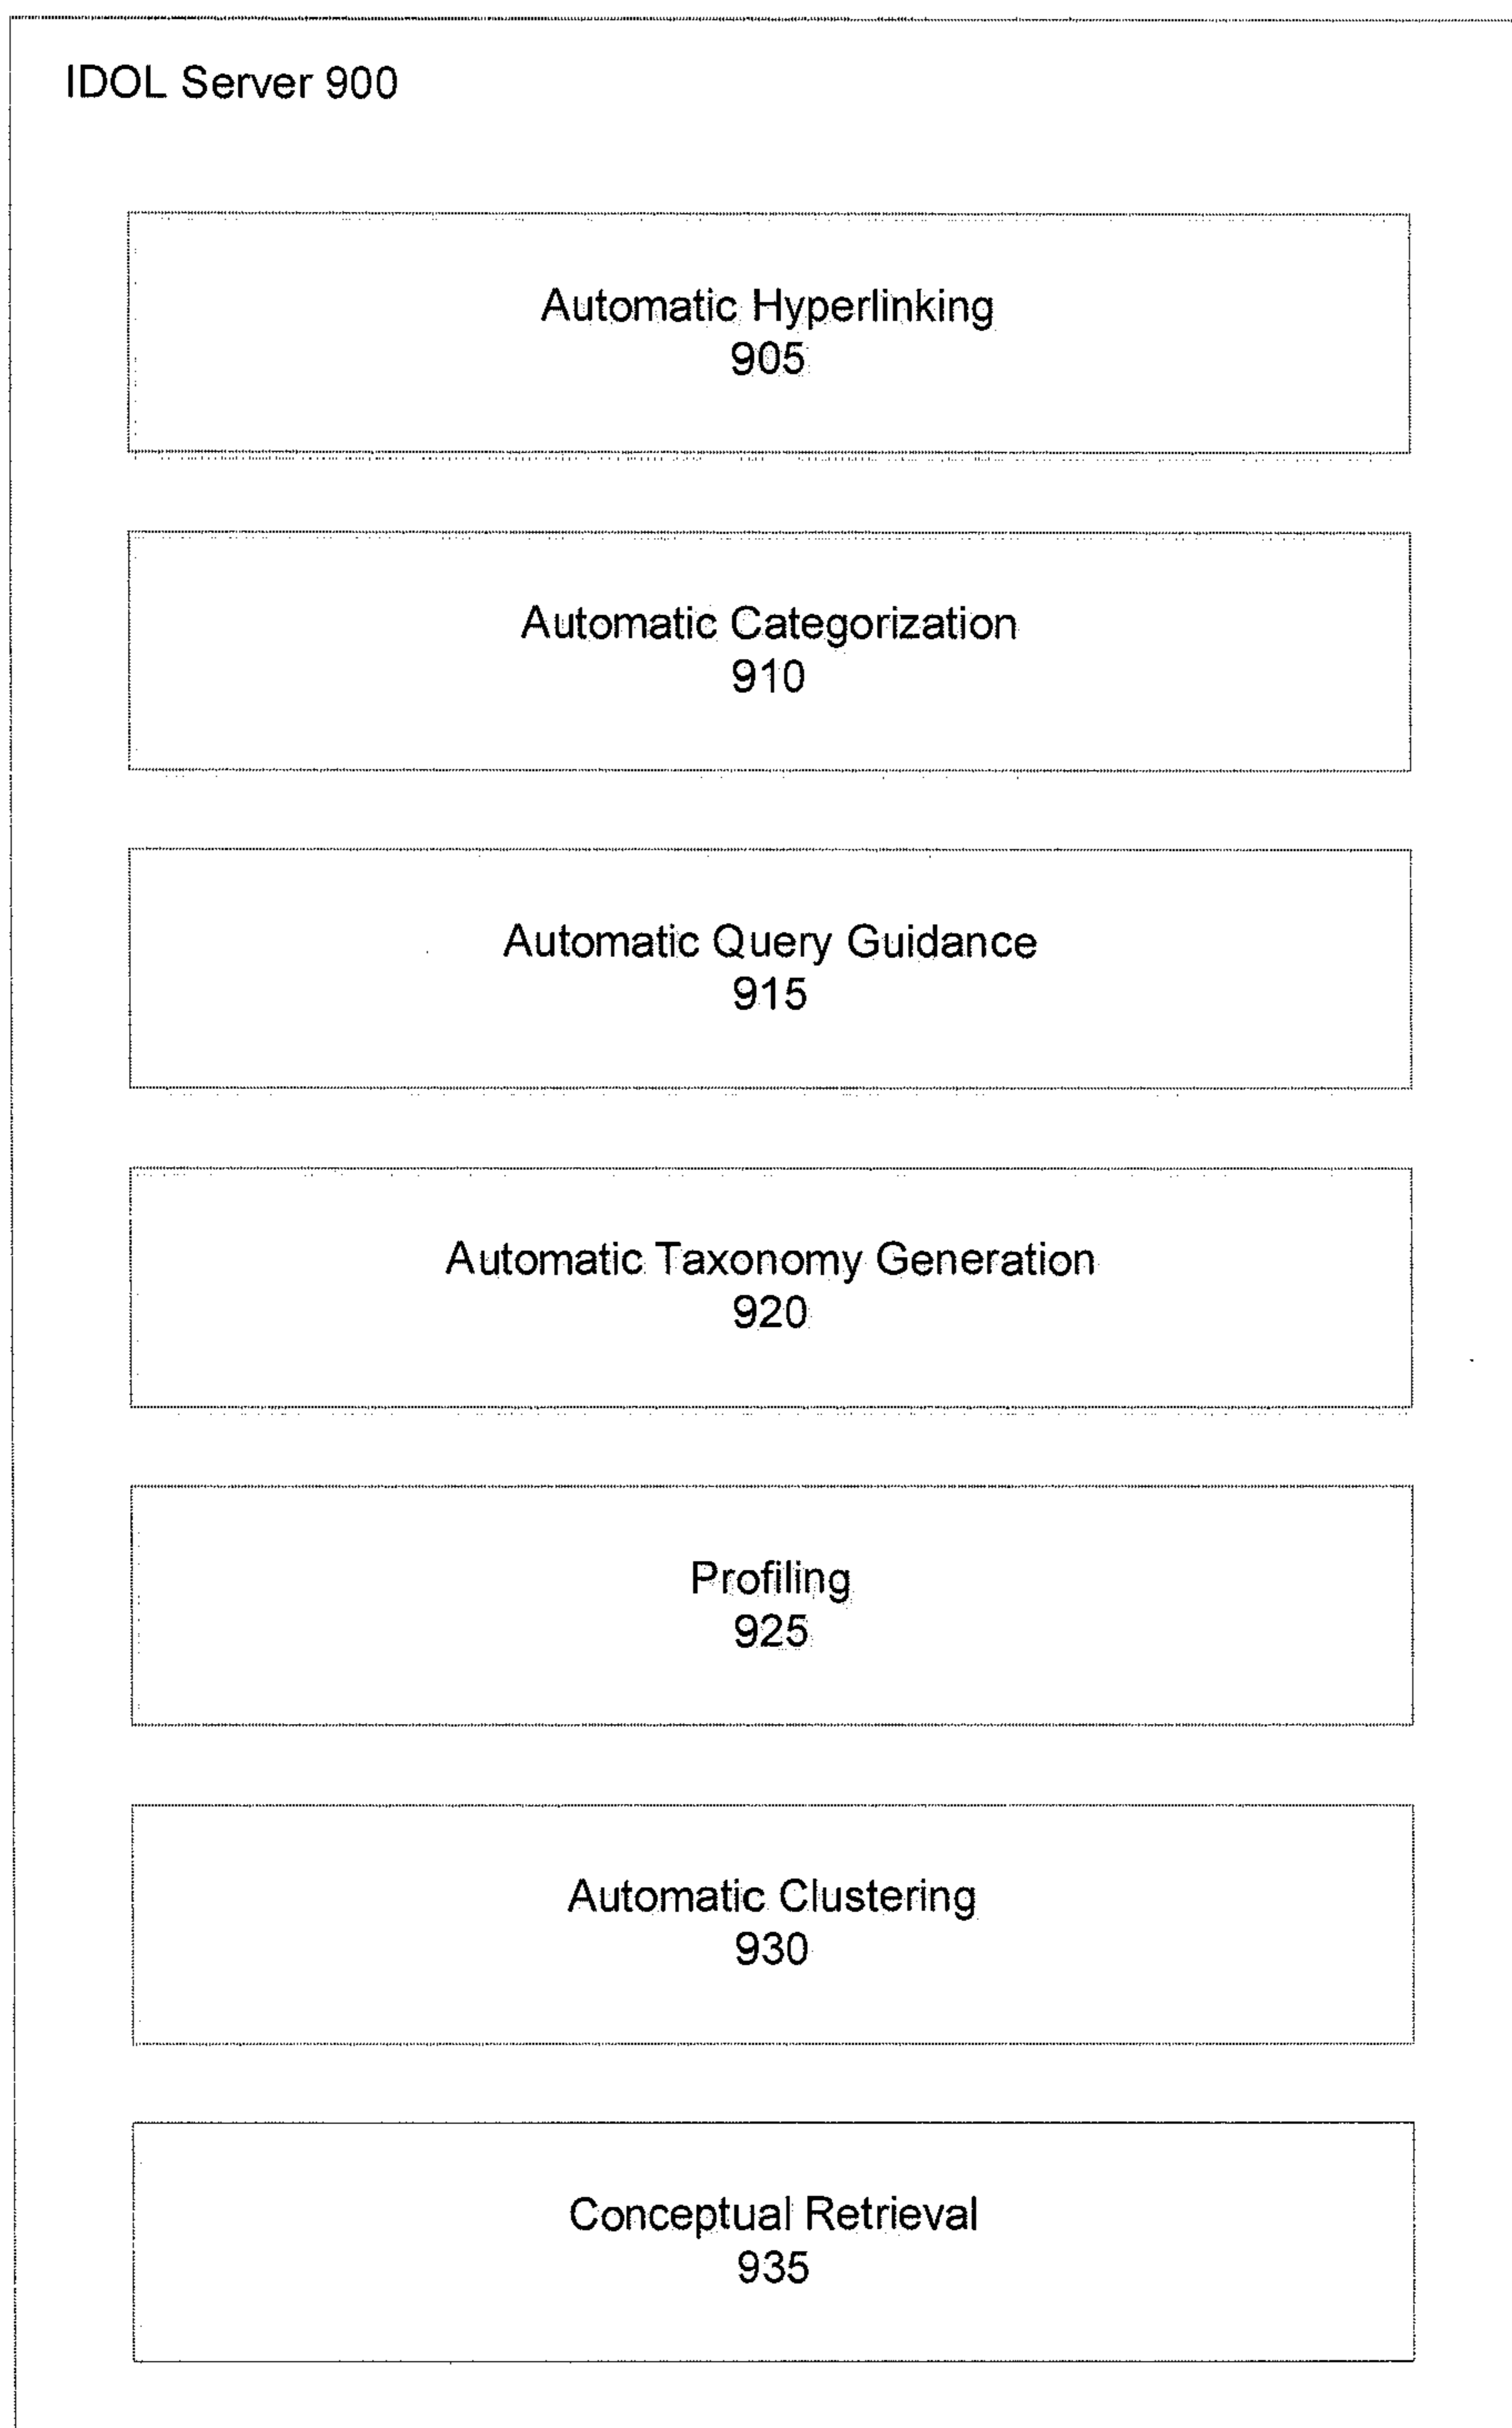 IDOL Server 900
Automatic Hyperlinking
905
Automatic Categorization
910
Automatic Query Guidance
915
Automatic Taxonomy Generation
920
Profiling
925
Automatic Clustering
930
Conceptual Retrieval
935